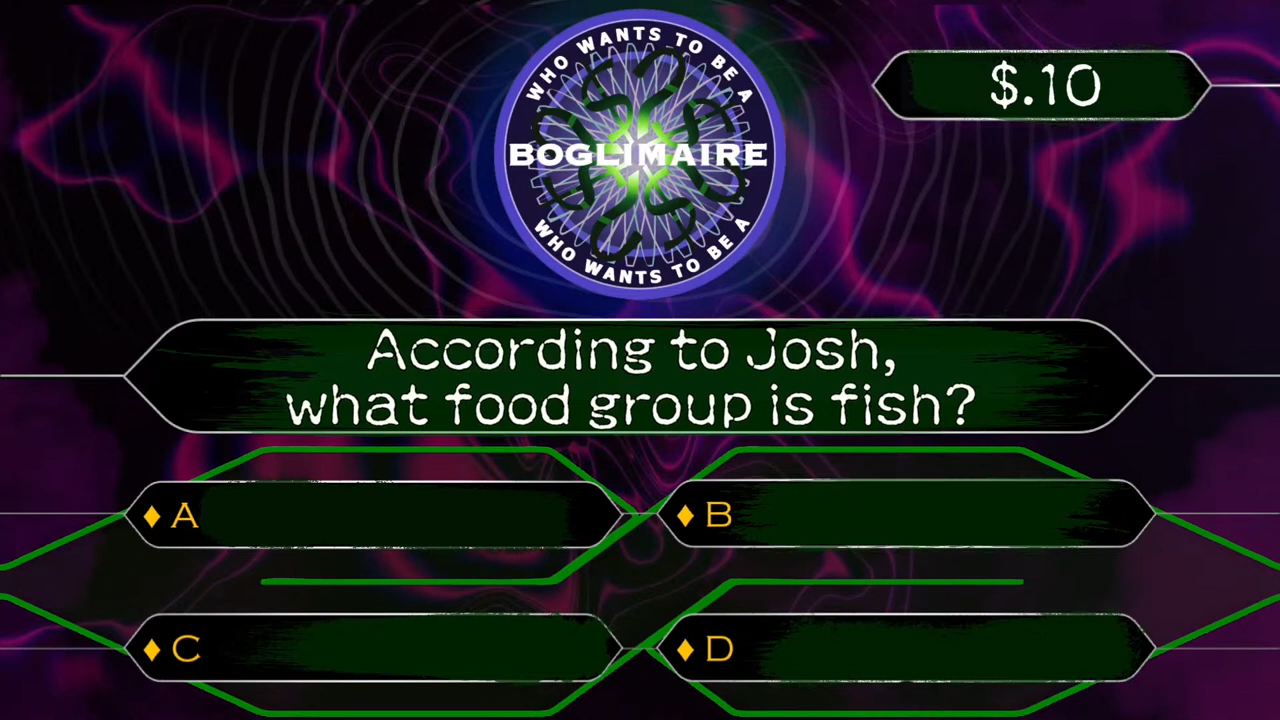 WHO WANTS TO BE A
BOGLIMAIRE
WHO WANTS TO BE A
$.10
According to Josh,
what food group is fish?
A
B
C
D